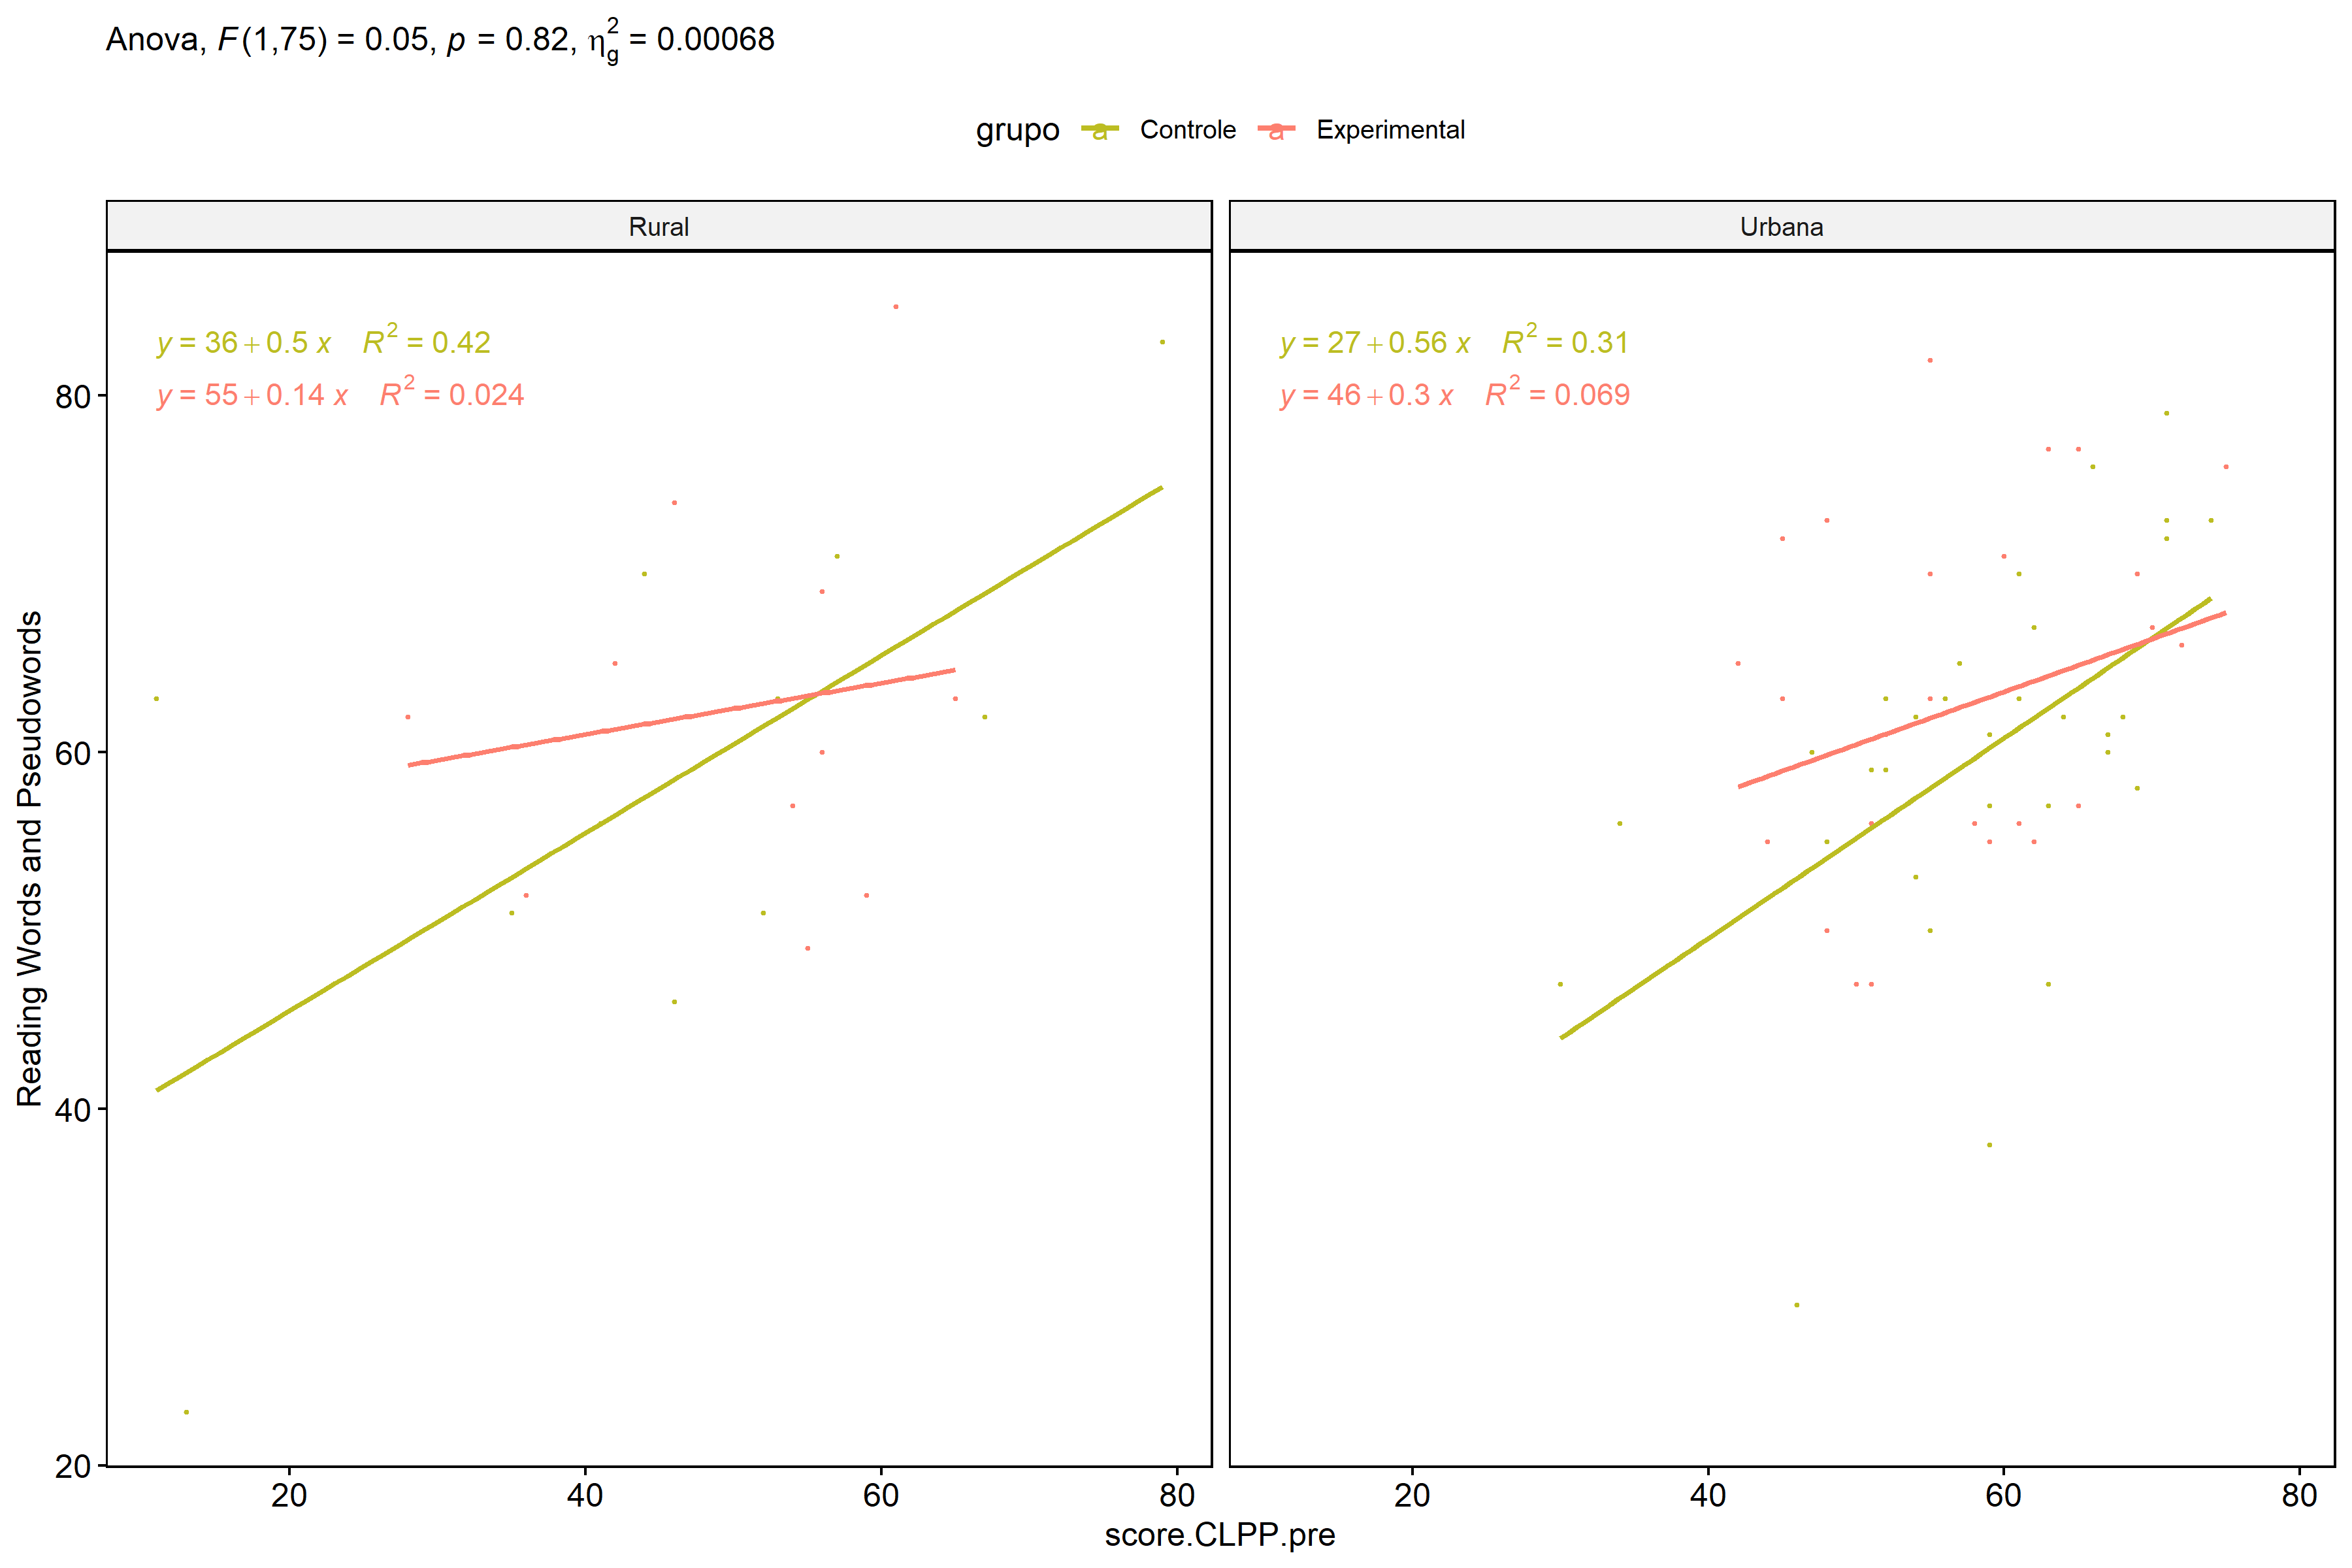 Anova, F(1,75) = 0.05, p = 0.82, η²g = 0.00068
grupo a Controle a Experimental
Rural
Urbana
y = 36 + 0.5 x R² = 0.42
y = 55 + 0.14 x R² = 0.024
y = 27 + 0.56 x R² = 0.31
y = 46 + 0.3 x R² = 0.069
Reading Words and Pseudowords
80
60
40
20
20 40 60 80
20 40 60 80
score.CLPP.pre